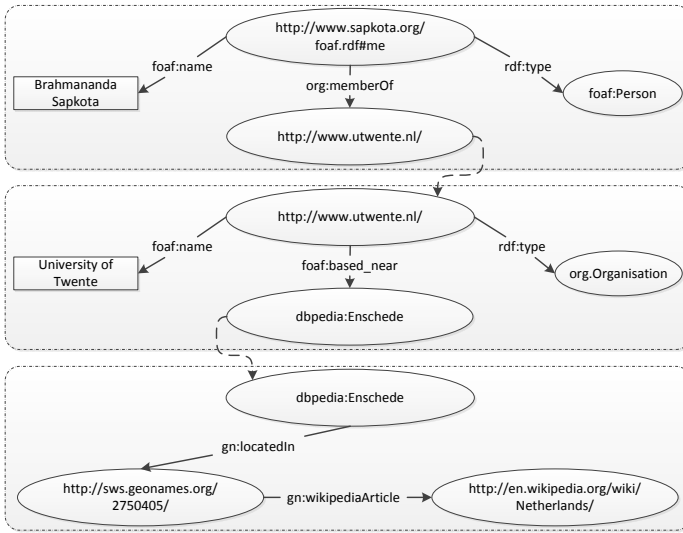 http://www.sapkota.org/
foaf.rdf#me
foaf:name
rdf:type
Brahmananda
Sapkota
org:memberOf
foaf:Person
http://www.utwente.nl/
http://www.utwente.nl/
foaf:name
rdf:type
University of
Twente
foaf:based_near
org.Organisation
dbpedia:Enschede
dbpedia:Enschede
gn:locatedIn
http://sws.geonames.org/
2750405/
gn:wikipediaArticle
http://en.wikipedia.org/wiki/
Netherlands/